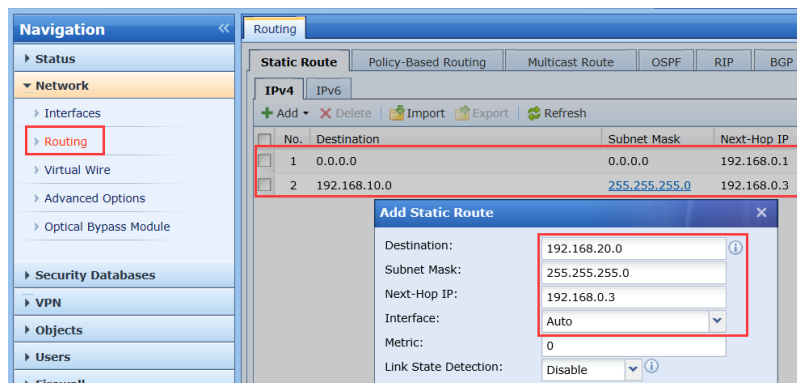 Navigation
Routing
Status
Network
Interfaces
Routing
Virtual Wire
Advanced Options
Optical Bypass Module
Security Databases
VPN
Objects
Users
Firewall
Static Route Policy-Based Routing Multicast Route OSPF RIP BGP
IPv4 IPv6
Add Delete Import Export Refresh
No. Destination Subnet Mask Next-Hop IP
1 0.0.0.0 0.0.0.0 192.168.0.1
2 192.168.10.0 255.255.255.0 192.168.0.3
Add Static Route
Destination: 192.168.20.0
Subnet Mask: 255.255.255.0
Next-Hop IP: 192.168.0.3
Interface: Auto
Metric: 0
Link State Detection: Disable